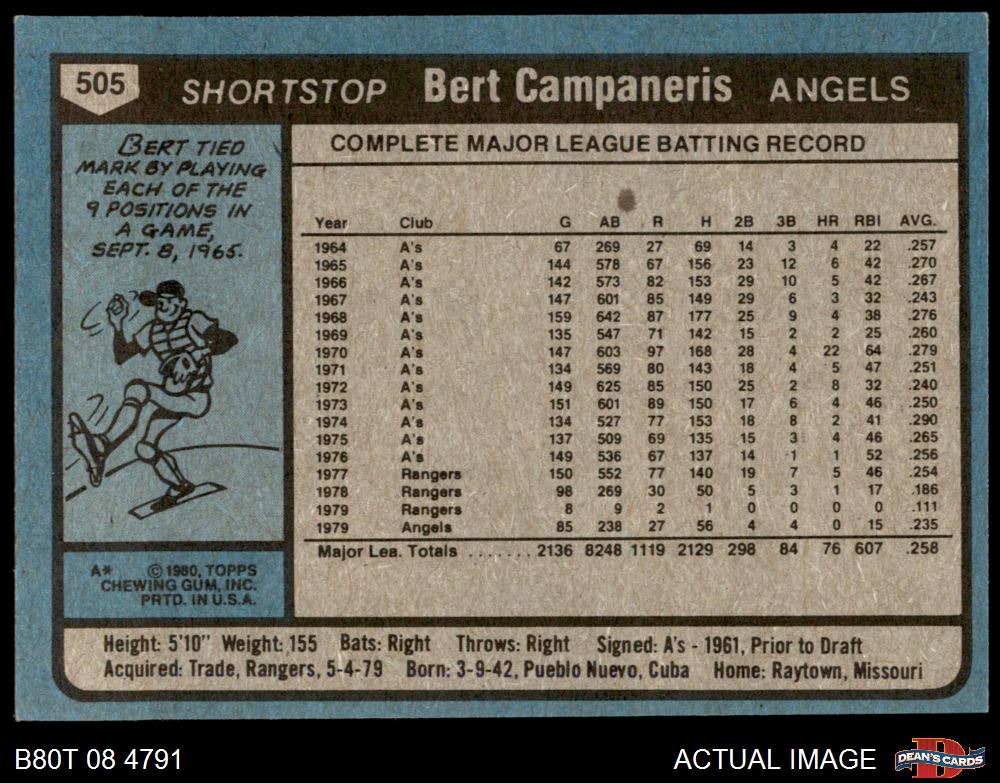 505 SHORTSTOP Bert Campaneris ANGELS
BERT TIED
MARK BY PLAYING
EACH OF THE
9 POSITIONS IN
A GAME,
SEPT. 8, 1965.
A* © 1980, TOPPS
CHEWING GUM, INC.
PRTD. IN U.S.A.
COMPLETE MAJOR LEAGUE BATTING RECORD
Year Club G AB R H 2B 3B HR RBI AVG.
1964 A's 67 269 27 69 14 3 4 22 .257
1965 A's 144 578 67 156 23 12 6 42 .270
1966 A's 142 573 82 153 29 10 5 42 .267
1967 A's 147 601 85 149 29 6 3 32 .243
1968 A's 159 642 87 177 25 9 4 38 .276
1969 A's 135 547 71 142 15 2 2 25 .260
1970 A's 147 603 97 168 28 4 22 64 .279
1971 A's 134 569 80 143 18 4 5 47 .251
1972 A's 149 625 85 150 25 2 8 32 .240
1973 A's 151 601 89 150 17 6 4 46 .250
1974 A's 134 527 77 153 18 8 2 41 .290
1975 A's 137 509 69 135 15 3 4 46 .265
1976 A's 149 536 67 137 14 1 1 52 .256
1977 Rangers 150 552 77 140 19 7 5 46 .254
1978 Rangers 98 269 30 50 5 3 1 17 .186
1979 Rangers 8 9 2 1 0 0 0 0 .111
1979 Angels 85 238 27 56 4 4 0 15 .235
Major Lea. Totals ....... 2136 8248 1119 2129 298 84 76 607 .258
Height: 5'10" Weight: 155 Bats: Right Throws: Right Signed: A's - 1961, Prior to Draft
Acquired: Trade, Rangers, 5-4-79 Born: 3-9-42, Pueblo Nuevo, Cuba Home: Raytown, Missouri
B80T 08 4791 ACTUAL IMAGE D DEAN'S CARDS